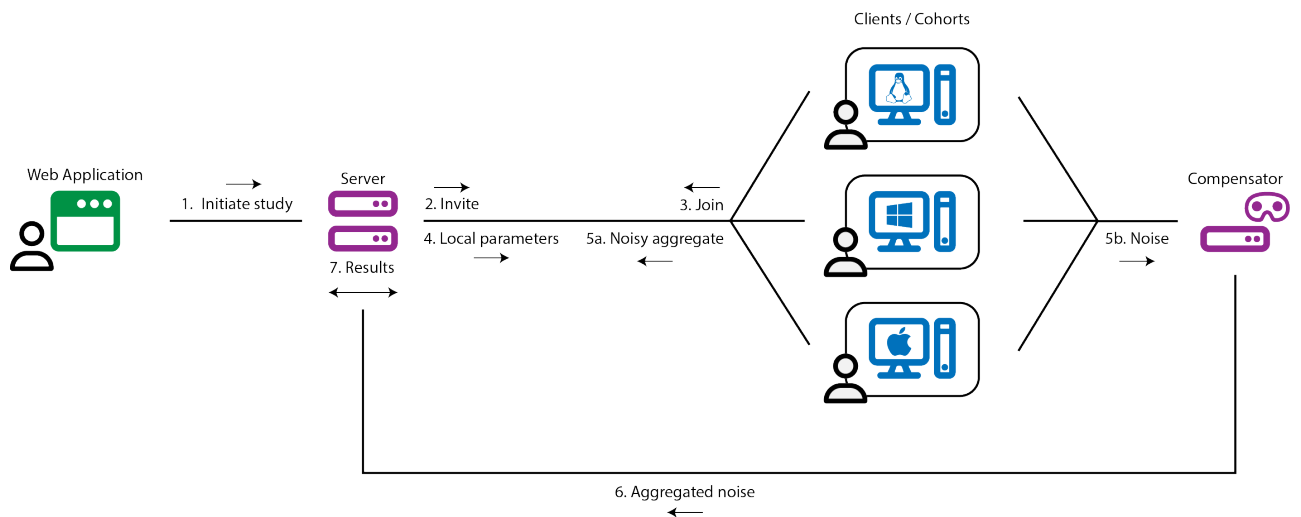 Clients / Cohorts
Web Application
Server
Compensator
1. Initiate study
2. Invite
3. Join
4. Local parameters
5a. Noisy aggregate
5b. Noise
7. Results
6. Aggregated noise